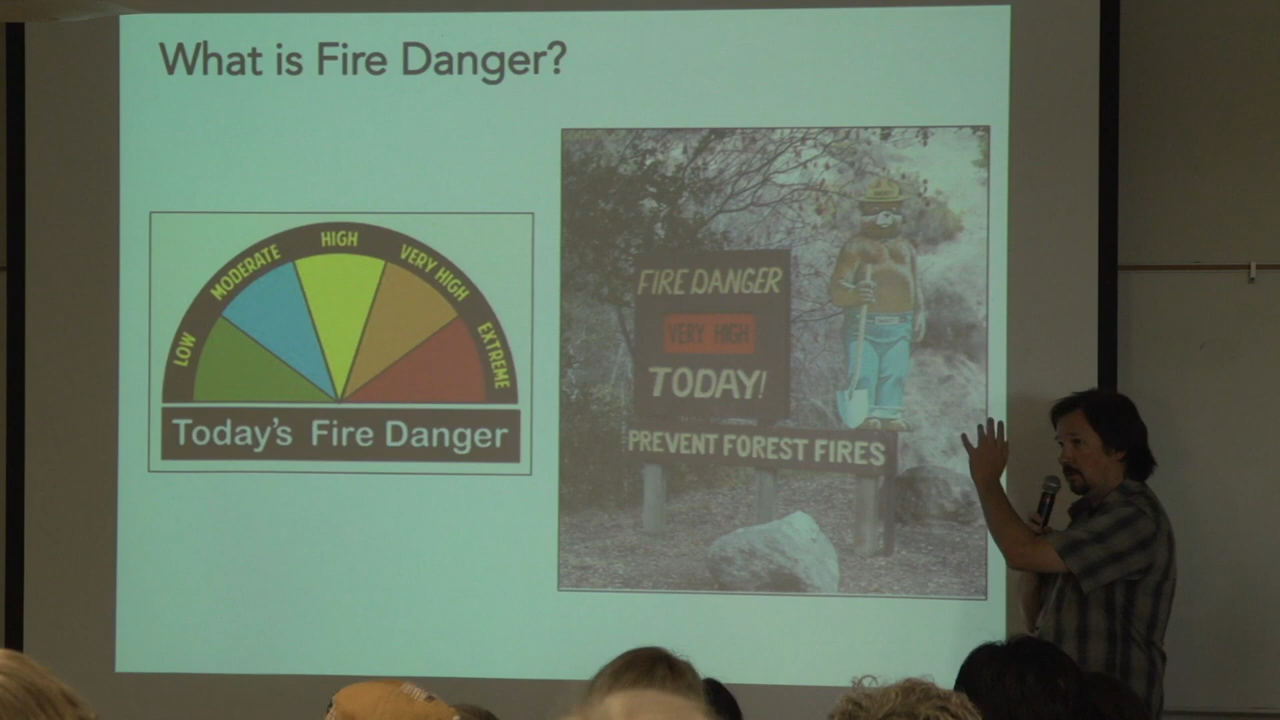 What is Fire Danger?
LOW
MODERATE
HIGH
VERY HIGH
EXTREME
Today's Fire Danger
FIRE DANGER
VERY HIGH
TODAY!
PREVENT FOREST FIRES